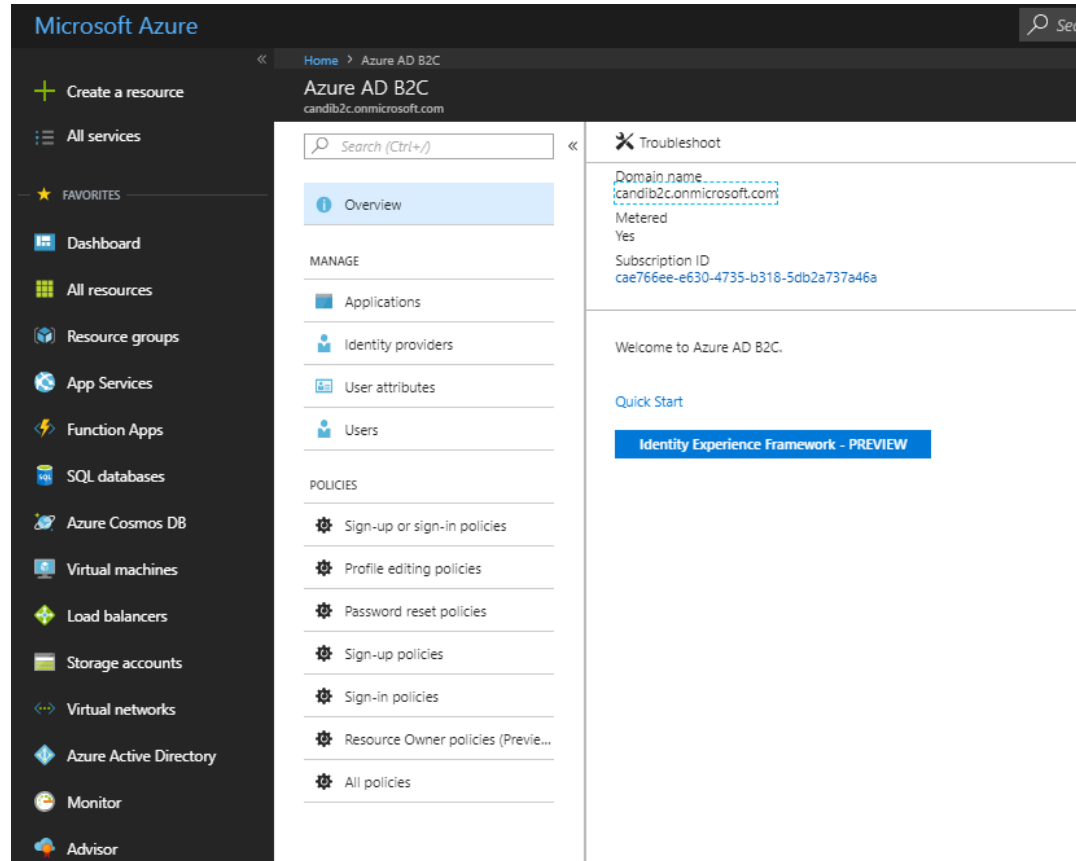 Microsoft Azure
Home > Azure AD B2C
Azure AD B2C
candib2c.onmicrosoft.com
Create a resource
All services
FAVORITES
Dashboard
All resources
Resource groups
App Services
Function Apps
SQL databases
Azure Cosmos DB
Virtual machines
Load balancers
Storage accounts
Virtual networks
Azure Active Directory
Monitor
Advisor
Search (Ctrl+/)
Overview
MANAGE
Applications
Identity providers
User attributes
Users
POLICIES
Sign-up or sign-in policies
Profile editing policies
Password reset policies
Sign-up policies
Sign-in policies
Resource Owner policies (Previe...
All policies
Troubleshoot
Domain name
candib2c.onmicrosoft.com
Metered
Yes
Subscription ID
cae766ee-e630-4735-b318-5db2a737a46a
Welcome to Azure AD B2C.
Quick Start
Identity Experience Framework - PREVIEW